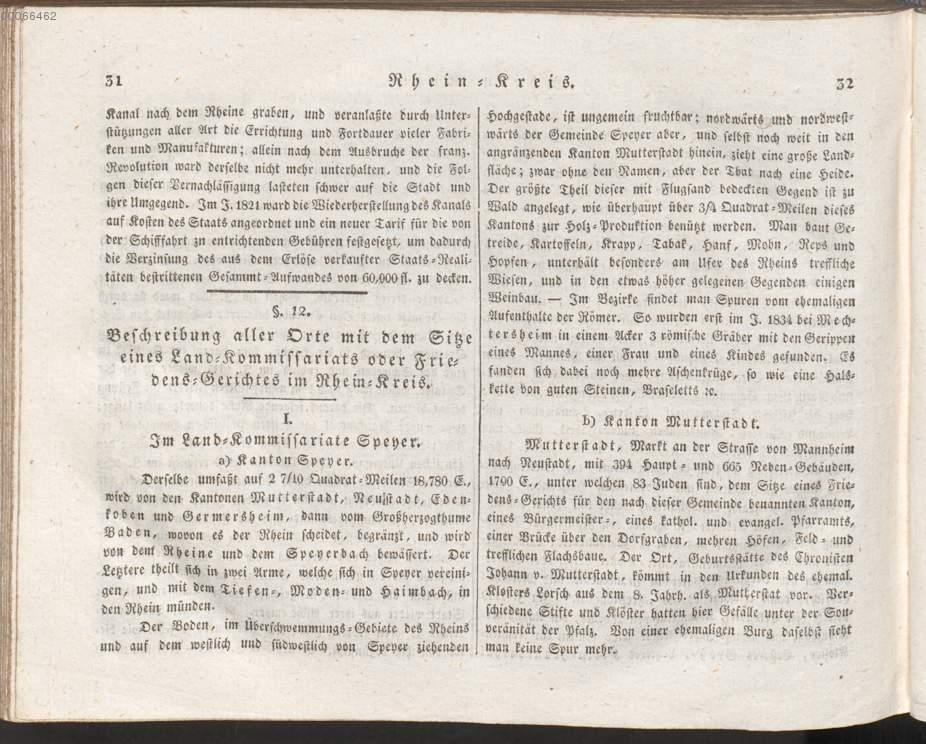 00066462
31
Rhein-Kreis.
32
Kanal nach dem Rheine graben, und veranlaßte durch Unter-
stützungen aller Art die Errichtung und Fortdauer vieler Fabri-
ken und Manufakturen; allein nach dem Ausbruche der franz.
Revolution ward derselbe nicht mehr unterhalten, und die Fol-
gen dieser Vernachlässigung lasteten schwer auf die Stadt und
ihre Umgegend. Im J. 1821 ward die Wiederherstellung des Kanals
auf Kosten des Staats angeordnet und ein neuer Tarif für die von
der Schifffahrt zu entrichtenden Gebühren festgesetzt, um dadurch
die Verzinsung des aus dem Erlöse verkaufter Staats-Reali-
täten bestrittenen Gesammt-Aufwandes von 60,000 fl. zu decken.
§. 12.
Beschreibung aller Orte mit dem Sitze
eines Land-Kommissariats oder Frie-
dens-Gerichtes im Rhein-Kreis.
I.
Im Land-Kommissariate Speyer.
a) Kanton Speyer.
Derselbe umfaßt auf 2 7/10 Quadrat-Meilen 18,780 E.,
wird von den Kantonen Mutterstadt, Neustadt, Eden-
koben und Germersheim, dann vom Großherzogthume
Baden, wovon es der Rhein scheidet, begränzt, und wird
von dem Rheine und dem Speyerbach bewässert. Der
Letztere theilt sich in zwei Arme, welche sich in Speyer vereini-
gen, und mit dem Tiefen-, Moden- und Haimbach, in
den Rhein münden.
Der Boden, im Überschwemmungs-Gebiete des Rheins
und auf dem westlich und südwestlich von Speyer ziehenden
Hochgestade, ist ungemein fruchtbar; nordwärts und nordwest-
wärts der Gemeinde Speyer aber, und selbst noch weit in den
angränzenden Kanton Mutterstadt hinein, zieht eine große Land-
fläche; zwar ohne den Namen, aber der That nach eine Heide.
Der größte Theil dieser mit Flugsand bedeckten Gegend ist zu
Wald angelegt, wie überhaupt über 3/4 Quadrat-Meilen dieses
Kantons zur Holz-Produktion benützt werden. Man baut Ge-
treide, Kartoffeln, Krapp, Tabak, Hanf, Mohn, Reps und
Hopfen, unterhält besonders am Ufer des Rheins treffliche
Wiesen, und in den etwas höher gelegenen Gegenden einigen
Weinbau. — Im Bezirke findet man Spuren vom ehemaligen
Aufenthalte der Römer. So wurden erst im J. 1834 bei Mech-
tersheim in einem Acker 3 römische Gräber mit den Gerippen
eines Mannes, einer Frau und eines Kindes gefunden. Es
fanden sich dabei noch mehre Aschenkrüge, so wie eine Hals-
kette von guten Steinen, Braseletts ꝛc.
b) Kanton Mutterstadt.
Mutterstadt, Markt an der Strasse von Mannheim
nach Neustadt, mit 394 Haupt- und 665 Neben-Gebäuden,
1790 E., unter welchen 83 Juden sind, dem Sitze eines Frie-
dens-Gerichts für den nach dieser Gemeinde benannten Kanton,
eines Bürgermeister-, eines kathol. und evangel. Pfarramts,
einer Brücke über den Dorfgraben, mehren Höfen, Feld- und
trefflichen Flachsbaue. Der Ort, Geburtsstätte des Chronisten
Johann v. Mutterstadt, kömmt in den Urkunden des ehemal.
Klosters Lorsch aus dem 8. Jahrh. als Mutherstat vor. Ver-
schiedene Stifte und Klöster hatten hier Gefälle unter der Sou-
veränität der Pfalz. Von einer ehemaligen Burg daselbst sieht
man keine Spur mehr.